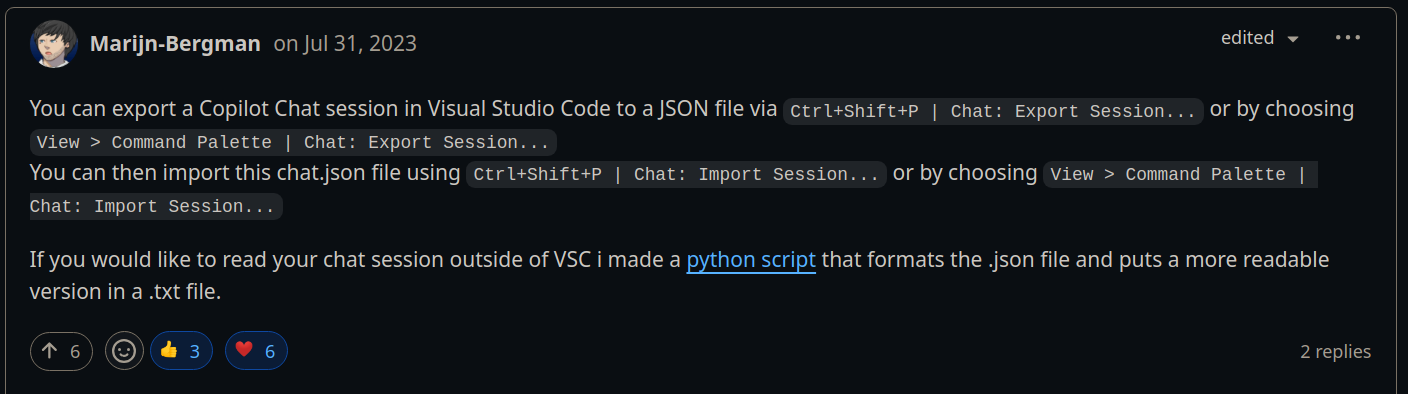 Marijn-Bergman on Jul 31, 2023 edited
You can export a Copilot Chat session in Visual Studio Code to a JSON file via Ctrl+Shift+P | Chat: Export Session... or by choosing
View > Command Palette | Chat: Export Session...
You can then import this chat.json file using Ctrl+Shift+P | Chat: Import Session... or by choosing View > Command Palette |
Chat: Import Session...
If you would like to read your chat session outside of VSC i made a python script that formats the .json file and puts a more readable
version in a .txt file.
6 3 6 2 replies